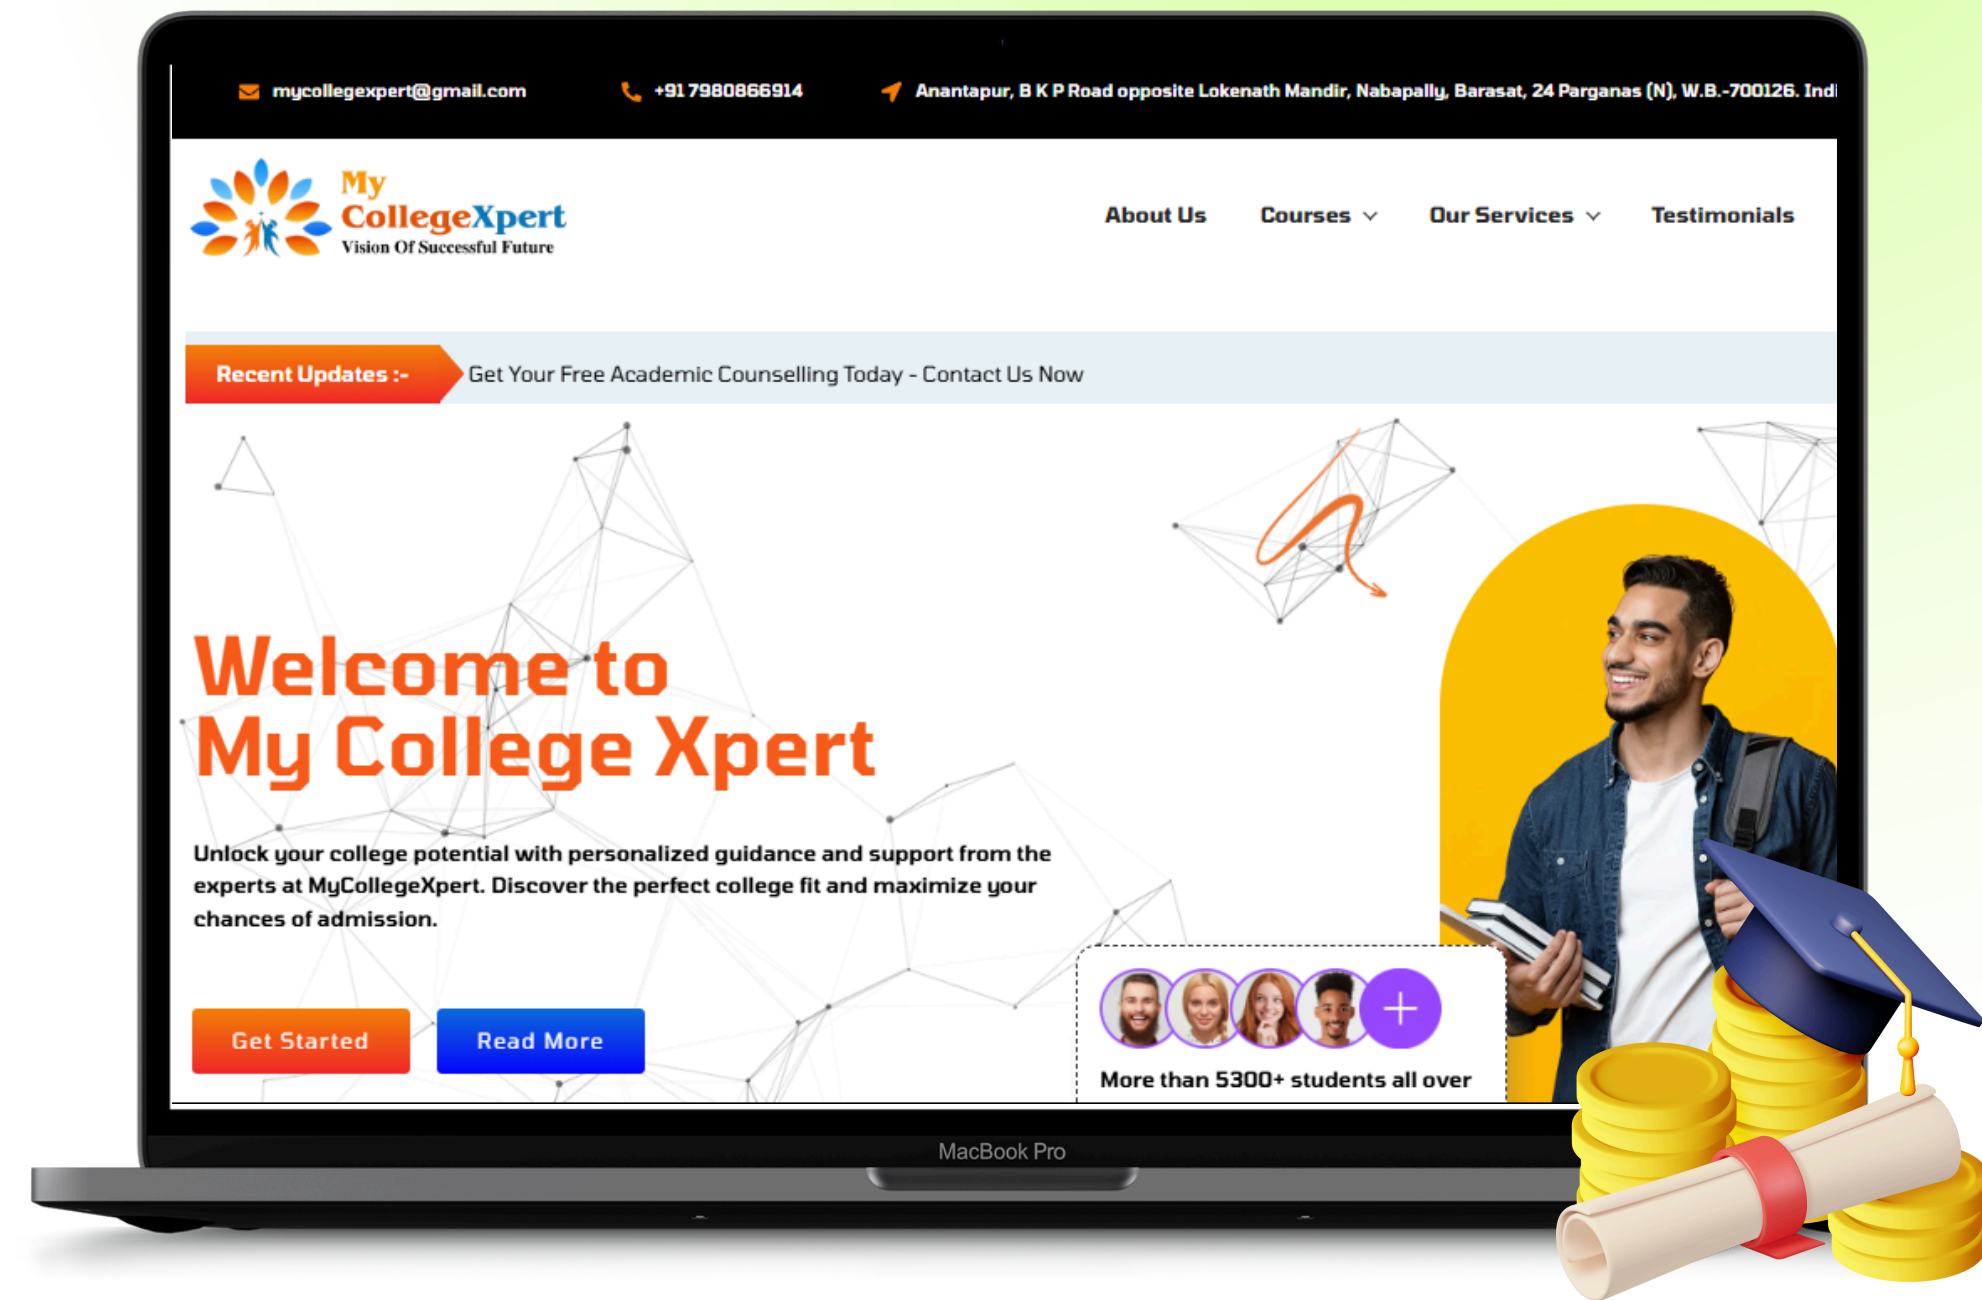 mycollegexpert@gmail.com
+91 7980866914
Anantapur, B K P Road opposite Lokenath Mandir, Nabapally, Barasat, 24 Parganas (N), W.B.-700126. Indi
My
CollegeXpert
Vision Of Successful Future
About Us
Courses
Our Services
Testimonials
Recent Updates :-
Get Your Free Academic Counselling Today - Contact Us Now
Welcome to
My College Xpert
Unlock your college potential with personalized guidance and support from the
experts at MyCollegeXpert. Discover the perfect college fit and maximize your
chances of admission.
Get Started
Read More
More than 5300+ students all over
MacBook Pro